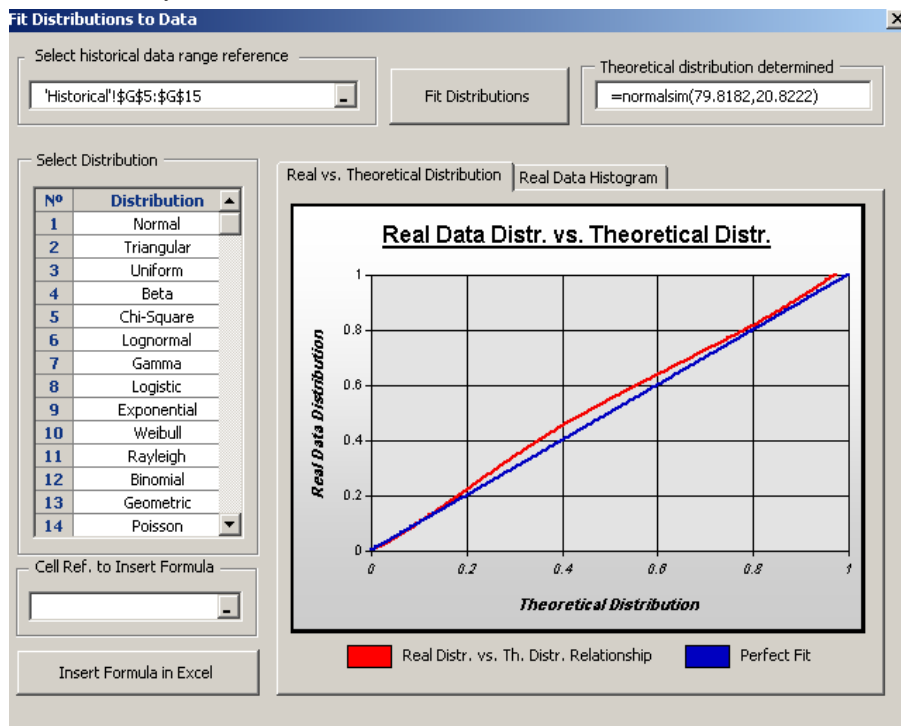 Fit Distributions to Data
Select historical data range reference
'Historical'!$G$5:$G$15
Fit Distributions
Theoretical distribution determined
=normalsim(79.8182,20.8222)
Select Distribution
Nº Distribution
1 Normal
2 Triangular
3 Uniform
4 Beta
5 Chi-Square
6 Lognormal
7 Gamma
8 Logistic
9 Exponential
10 Weibull
11 Rayleigh
12 Binomial
13 Geometric
14 Poisson
Cell Ref. to Insert Formula
Insert Formula in Excel
Real vs. Theoretical Distribution
Real Data Histogram
Real Data Distr. vs. Theoretical Distr.
Real Data Distribution
1
0.8
0.6
0.4
0.2
0
0 0.2 0.4 0.6 0.8 1
Theoretical Distribution
Real Distr. vs. Th. Distr. Relationship
Perfect Fit